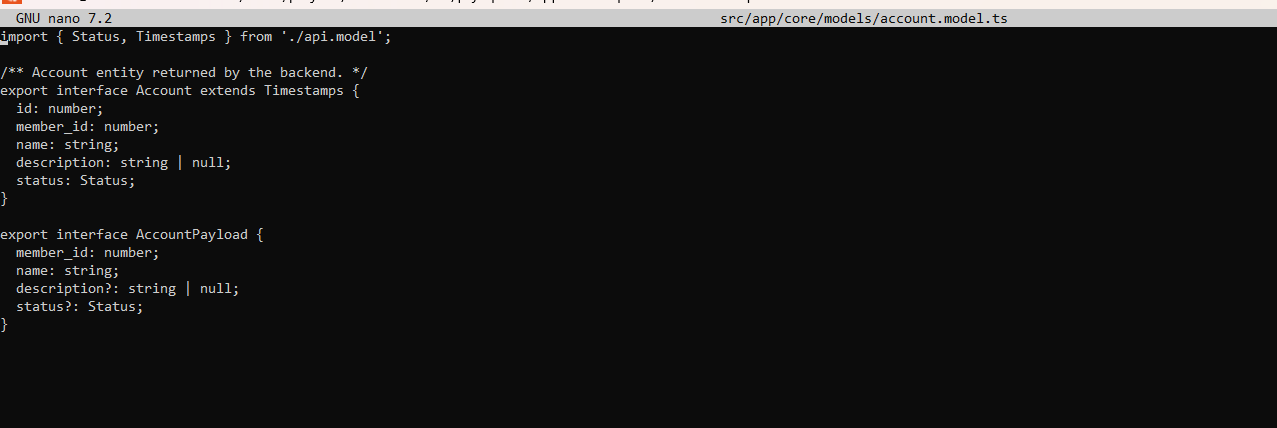 GNU nano 7.2 src/app/core/models/account.model.ts
import { Status, Timestamps } from './api.model';

/** Account entity returned by the backend. */
export interface Account extends Timestamps {
  id: number;
  member_id: number;
  name: string;
  description: string | null;
  status: Status;
}

export interface AccountPayload {
  member_id: number;
  name: string;
  description?: string | null;
  status?: Status;
}